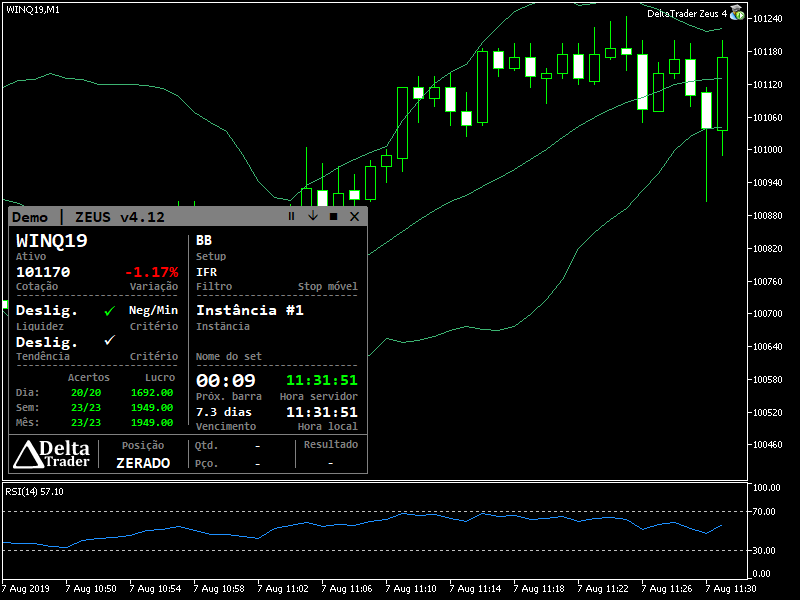 WINQ19,M1
DeltaTrader Zeus 4
101240
101180
101120
101060
101000
100940
100880
100820
100760
100700
100640
100580
100520
100460
Demo | ZEUS v4.12
WINQ19
Ativo
101170 -1.17%
Cotação Variação
Deslig. ✓ Neg/Min
Liquidez Critério
Deslig. ✓
Tendência Critério
Acertos Lucro
Dia: 20/20 1692.00
Sem: 23/23 1949.00
Mês: 23/23 1949.00
BB
Setup
IFR
Filtro Stop móvel
Instância #1
Instância
Nome do set
00:09 11:31:51
Próx. barra Hora servidor
7.3 dias 11:31:51
Vencimento Hora local
Delta Trader
Posição
ZERADO
Qtd. -
Pço. -
Resultado
-
RSI(14) 57.10
100.00
70.00
30.00
0.00
7 Aug 2019 7 Aug 10:50 7 Aug 10:54 7 Aug 10:58 7 Aug 11:02 7 Aug 11:06 7 Aug 11:10 7 Aug 11:14 7 Aug 11:18 7 Aug 11:22 7 Aug 11:26 7 Aug 11:30